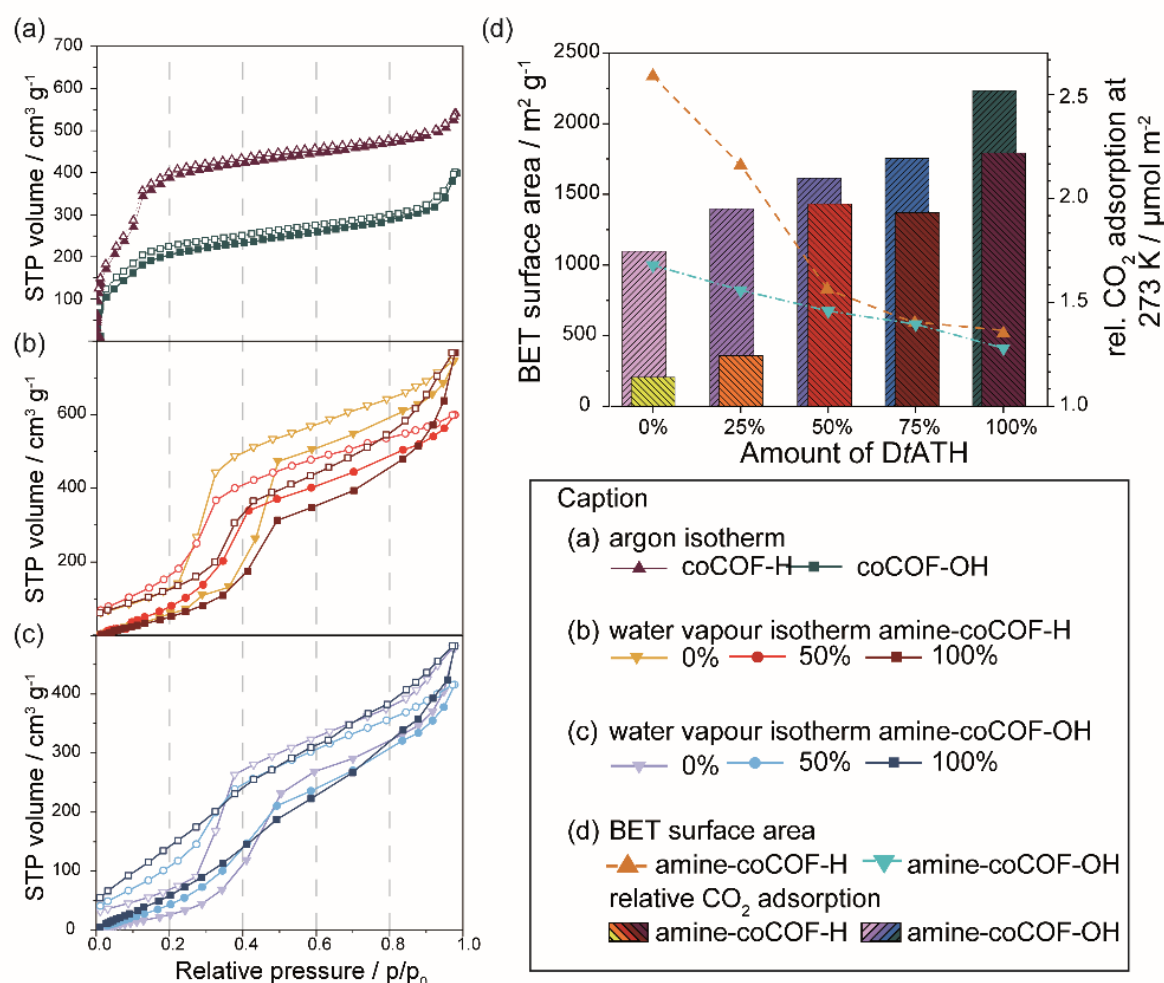 (a)
700
600
500
400
300
200
100
STP volume / cm³ g⁻¹
(b)
600
400
200
STP volume / cm³ g⁻¹
(c)
400
300
200
100
0
STP volume / cm³ g⁻¹
0.0 0.2 0.4 0.6 0.8 1.0
Relative pressure / p/p₀
(d)
2500
2000
1500
1000
500
0
BET surface area / m² g⁻¹
2.5
2.0
1.5
1.0
rel. CO₂ adsorption at
273 K / µmol m⁻²
0% 25% 50% 75% 100%
Amount of DtATH
Caption
(a) argon isotherm
coCOF-H coCOF-OH
(b) water vapour isotherm amine-coCOF-H
0% 50% 100%
(c) water vapour isotherm amine-coCOF-OH
0% 50% 100%
(d) BET surface area
amine-coCOF-H amine-coCOF-OH
relative CO₂ adsorption
amine-coCOF-H amine-coCOF-OH